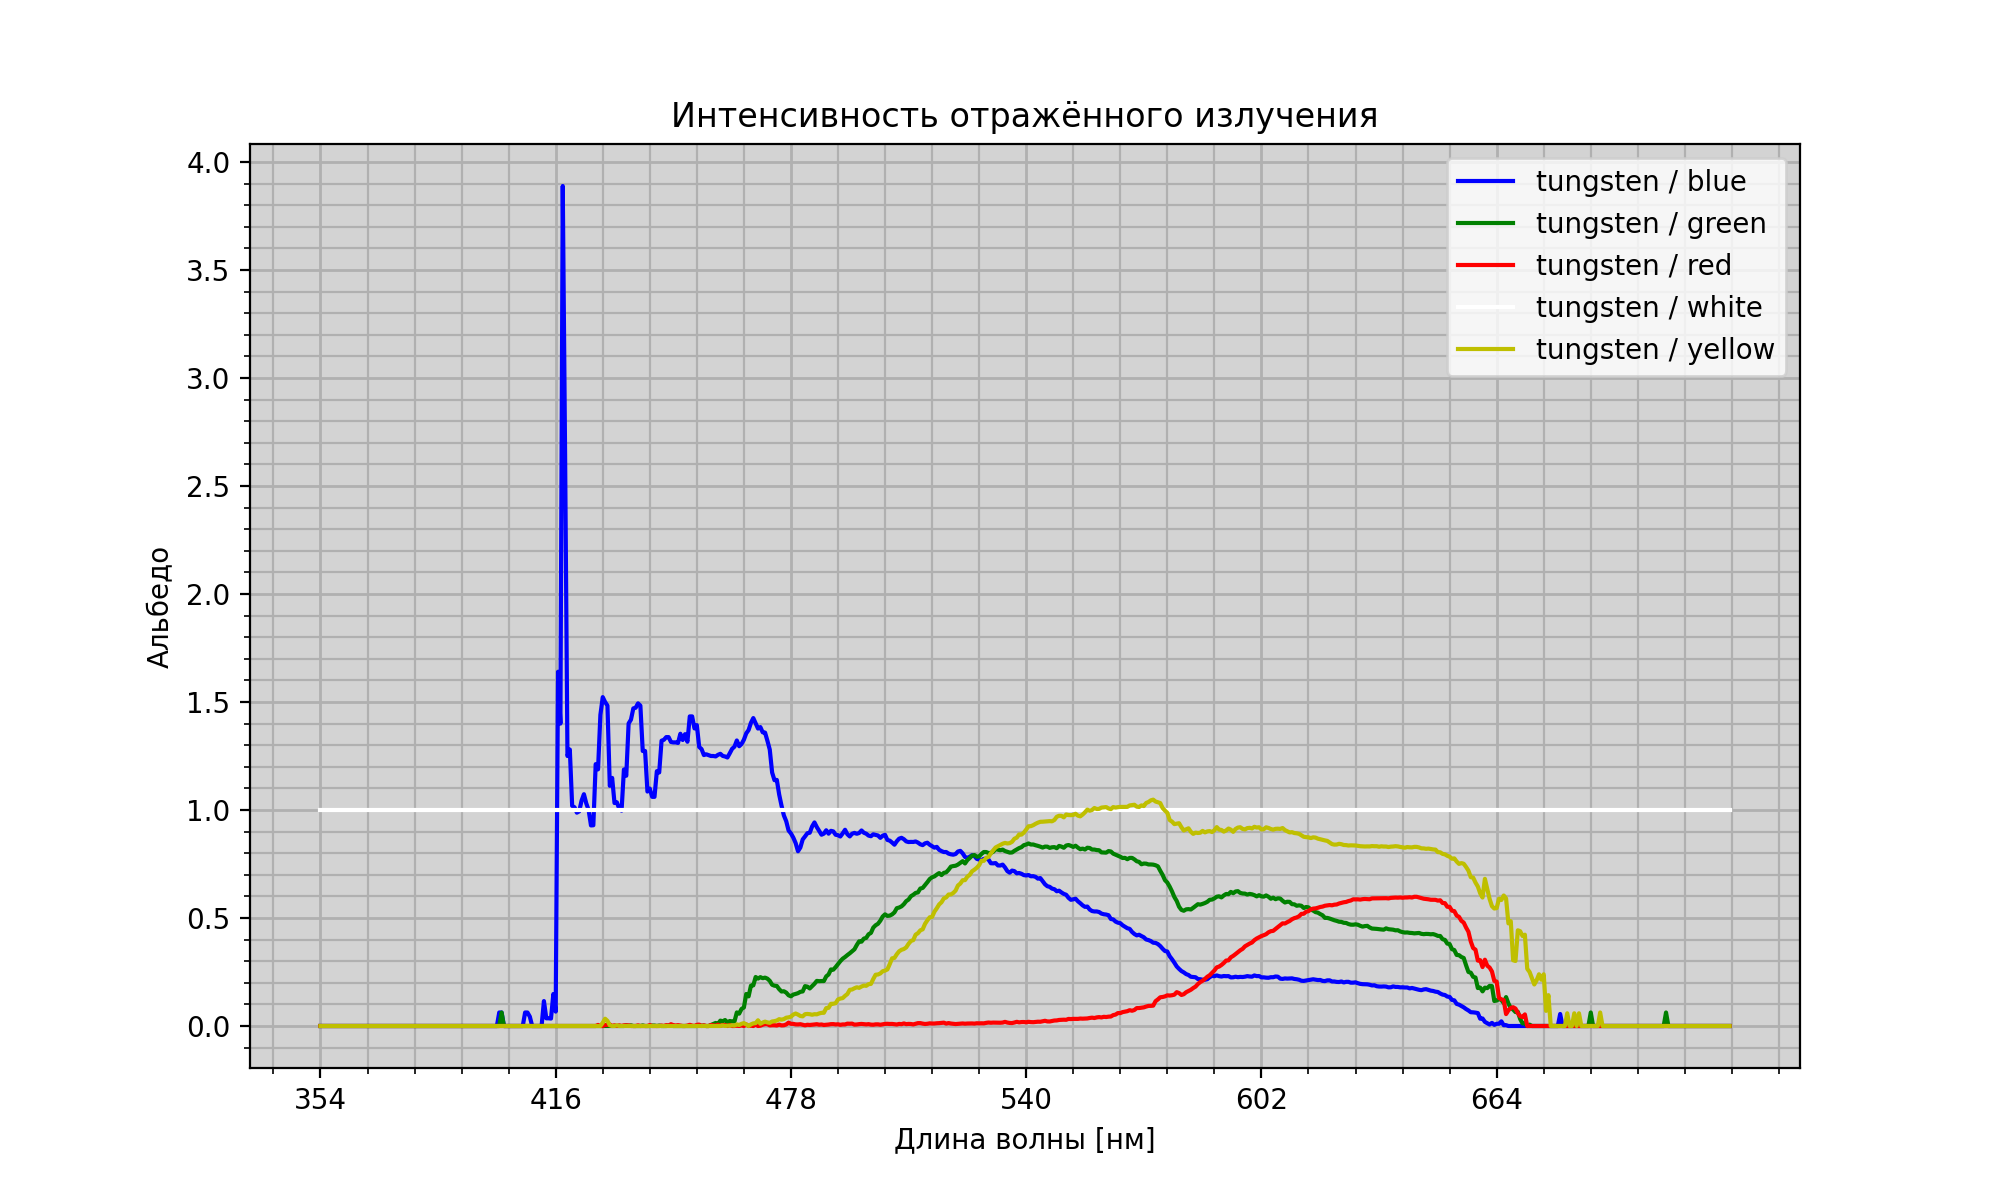 Интенсивность отражённого излучения
4.0
3.5
3.0
2.5
2.0
1.5
1.0
0.5
0.0
Альбедо
tungsten / blue
tungsten / green
tungsten / red
tungsten / white
tungsten / yellow
354 416 478 540 602 664
Длина волны [нм]